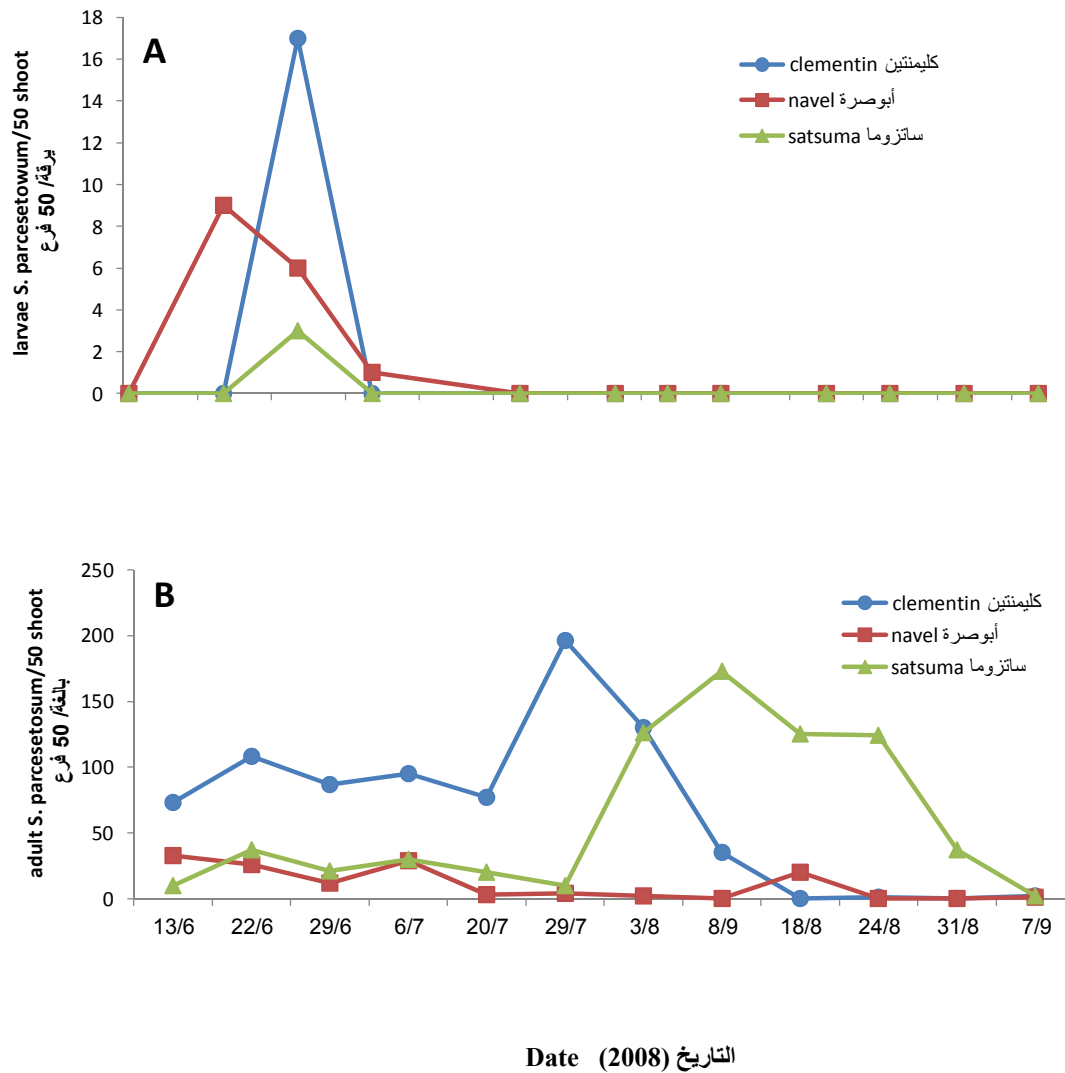 A
18
16
14
12
10
8
6
4
2
0
larvae S. parcesetowum/50 shoot
يرقة/ 50 فرع
clementin كليمنتين
navel أبوصرة
satsuma ساتزوما
B
250
200
150
100
50
0
adult S. parcesetosum/50 shoot
بالغة/ 50 فرع
clementin كليمنتين
navel أبوصرة
satsuma ساتزوما
13/6 22/6 29/6 6/7 20/7 29/7 3/8 8/9 18/8 24/8 31/8 7/9
Date (2008) التاريخ